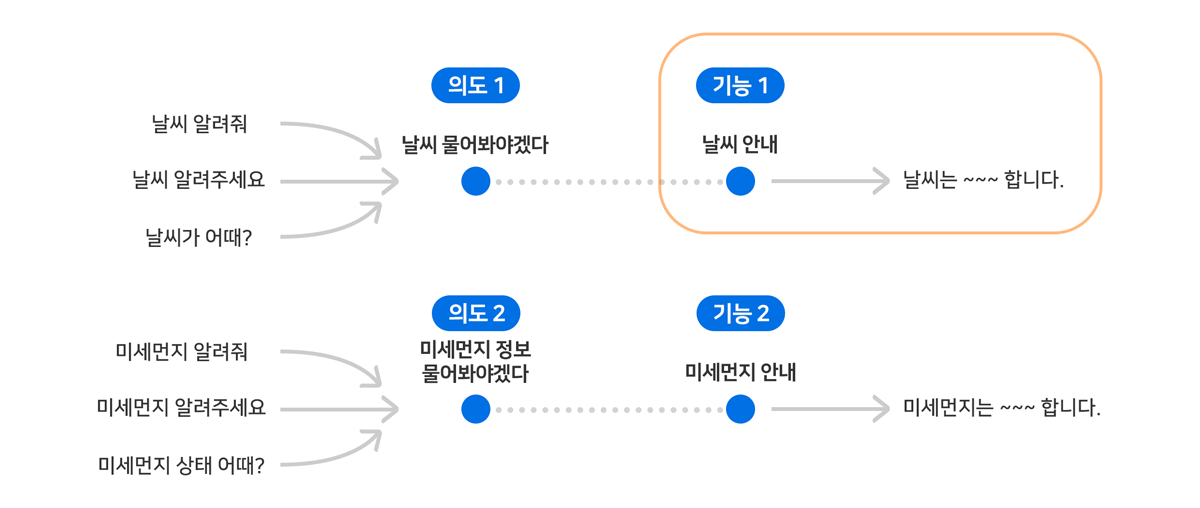 의도 1
기능 1
날씨 알려줘
날씨 물어봐야겠다
날씨 안내
날씨 알려주세요
날씨는 ~~~ 합니다.
날씨가 어때?
의도 2
기능 2
미세먼지 알려줘
미세먼지 정보
물어봐야겠다
미세먼지 안내
미세먼지 알려주세요
미세먼지는 ~~~ 합니다.
미세먼지 상태 어때?